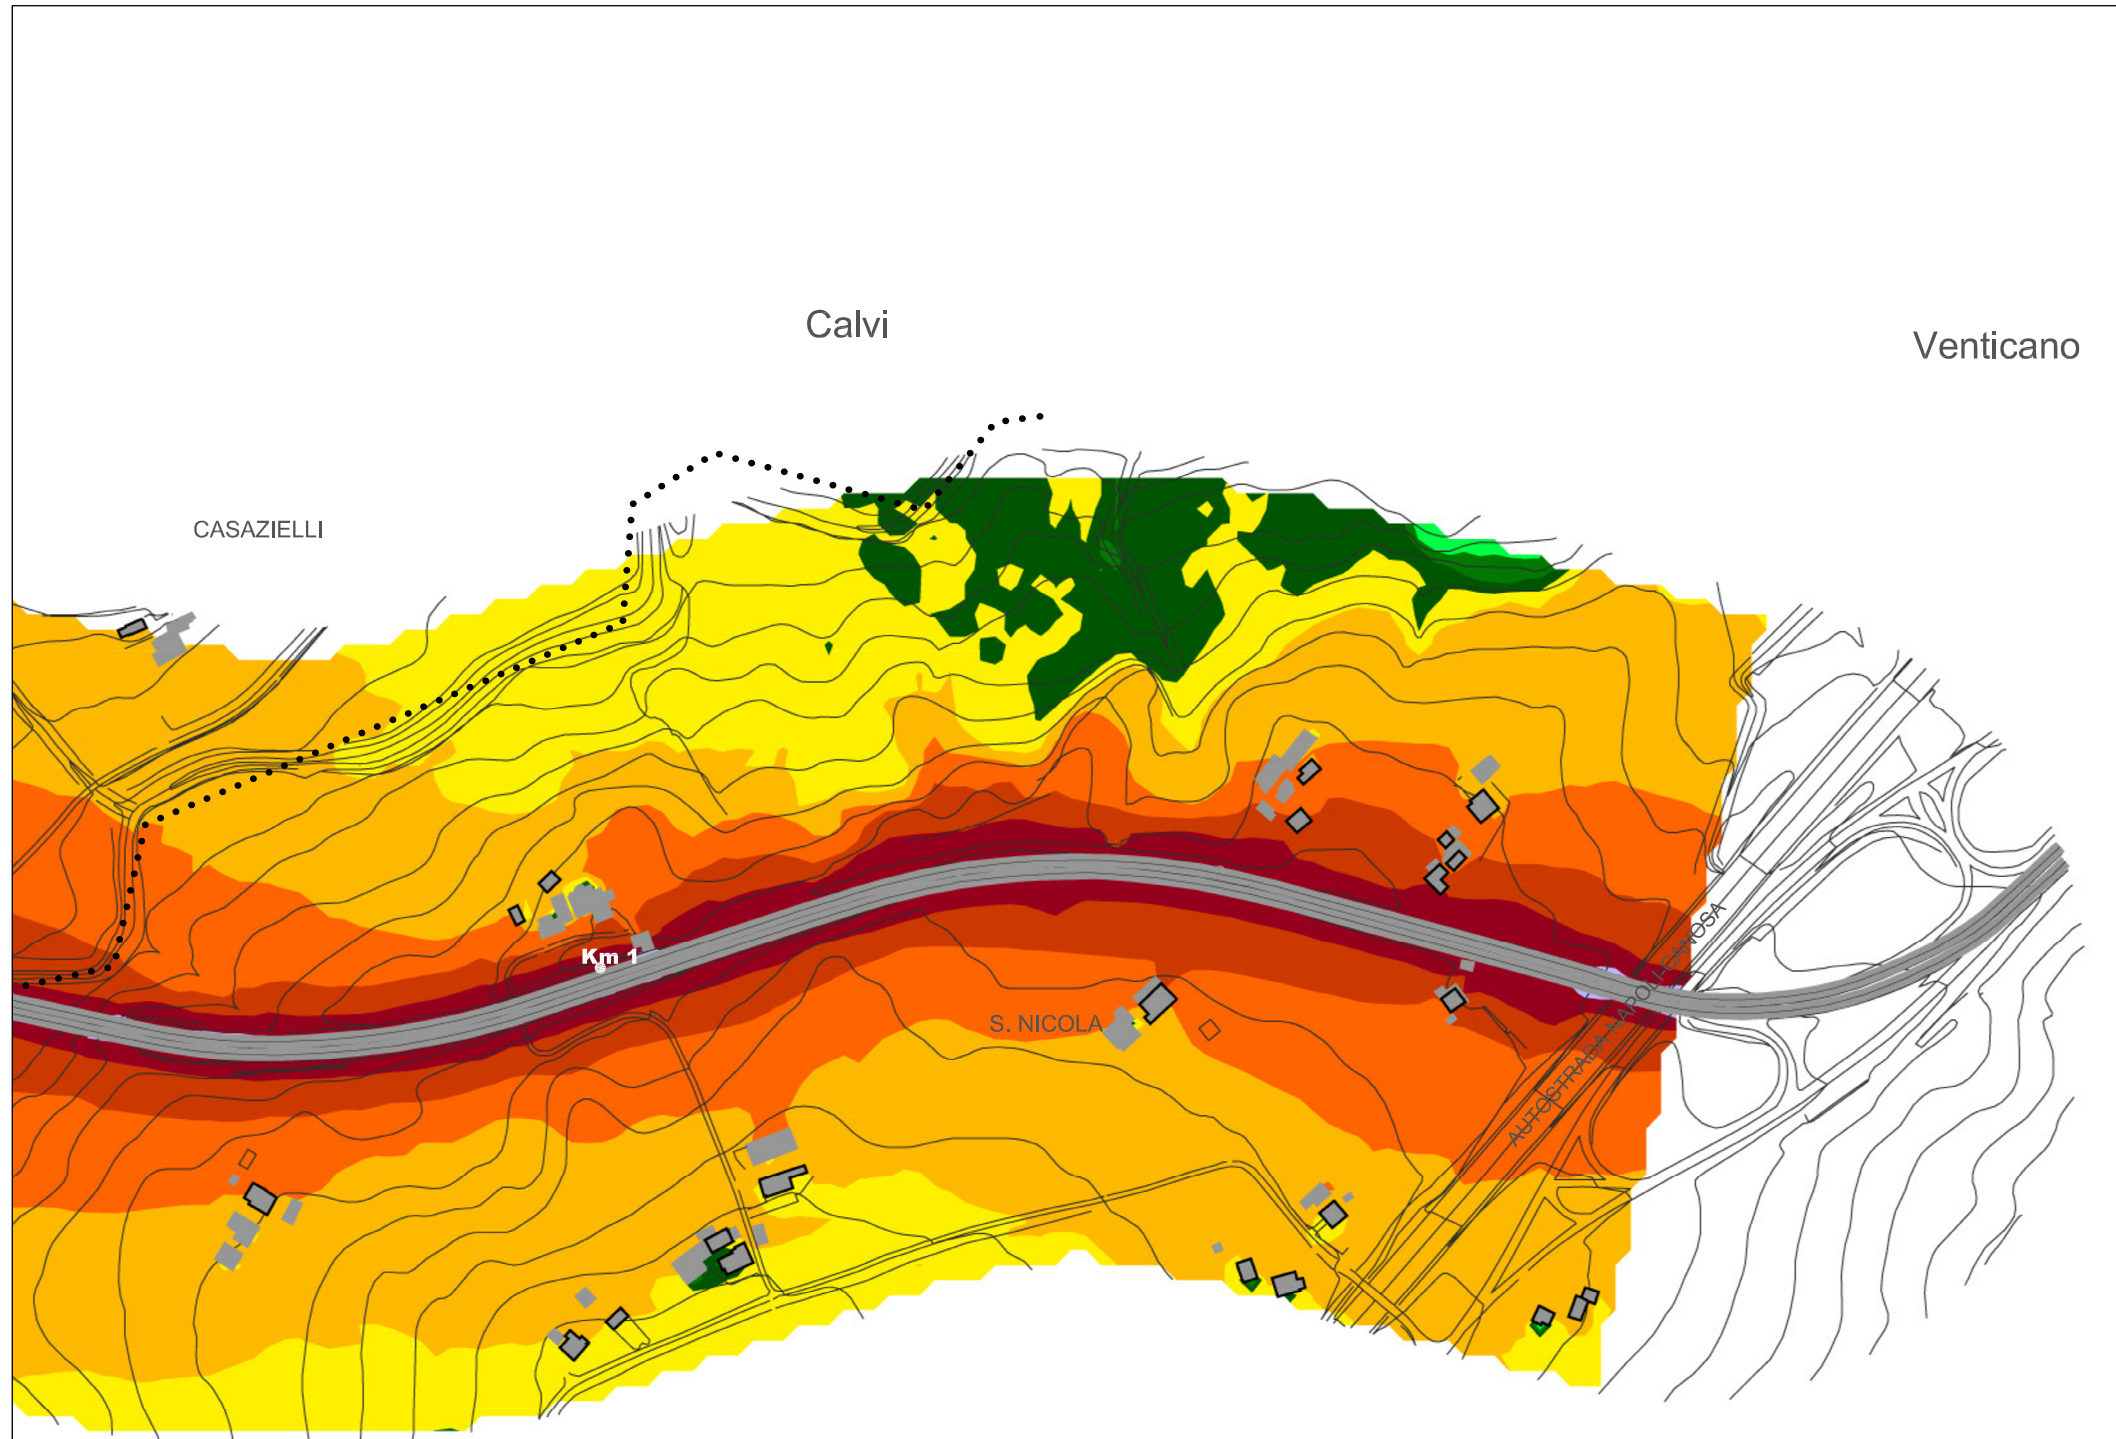 Calvi
Venticano
CASAZIELLI
Km 1
S. NICOLA
AUTOSTRADA NAPOLI-CANOSA